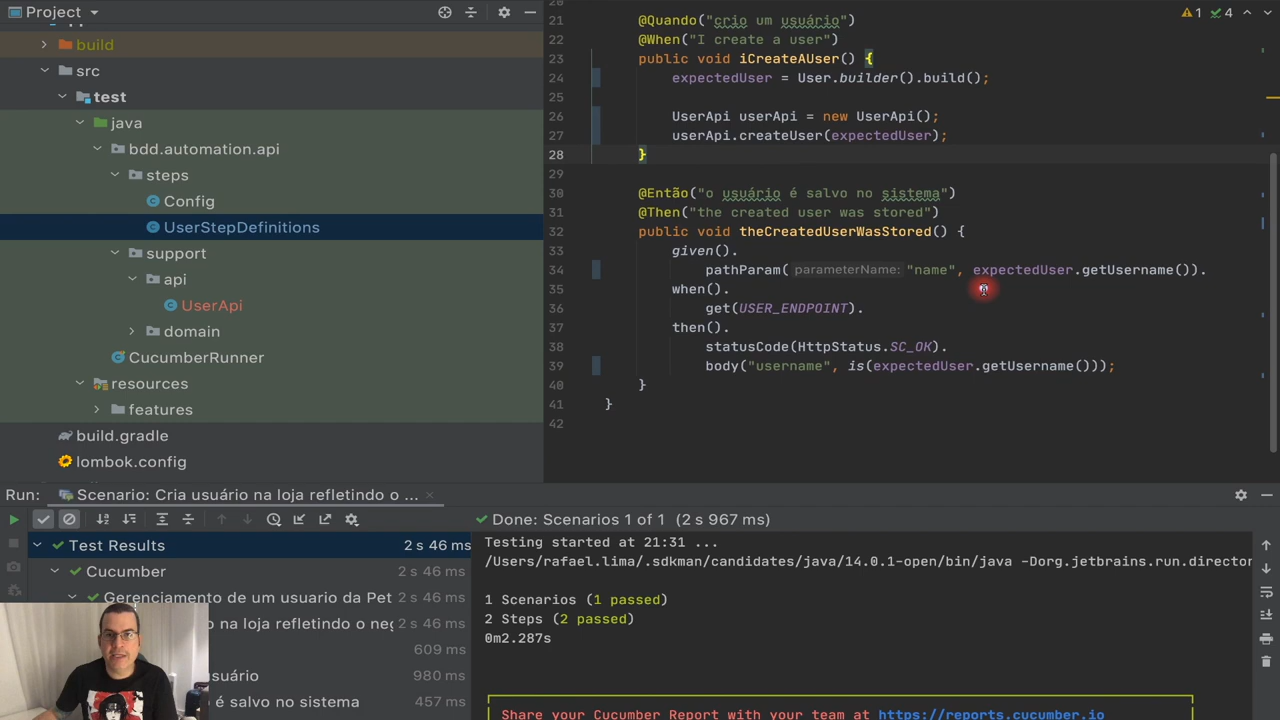 Project
build
src
test
java
bdd.automation.api
steps
Config
UserStepDefinitions
support
api
UserApi
domain
CucumberRunner
resources
features
build.gradle
lombok.config
1 4
21 @Quando("crio um usuário")
22 @When("I create a user")
23 public void iCreateAUser() {
24 expectedUser = User.builder().build();
25
26 UserApi userApi = new UserApi();
27 userApi.createUser(expectedUser);
28 }
29
30 @Então("o usuário é salvo no sistema")
31 @Then("the created user was stored")
32 public void theCreatedUserWasStored() {
33 given().
34 pathParam( parameterName: "name", expectedUser.getUsername()).
35 when().
36 get(USER_ENDPOINT).
37 then().
38 statusCode(HttpStatus.SC_OK).
39 body("username", is(expectedUser.getUsername()));
40 }
41 }
42
Run: Scenario: Cria usuário na loja refletindo o ... ×
Test Results 2 s 46 ms
Cucumber 2 s 46 ms
Gerenciamento de um usuario da Pet 2 s 46 ms
o na loja refletindo o neg 2 s 46 ms
609 ms
suário 980 ms
é salvo no sistema 457 ms
Done: Scenarios 1 of 1 (2 s 967 ms)
Testing started at 21:31 ...
/Users/rafael.lima/.sdkman/candidates/java/14.0.1-open/bin/java -Dorg.jetbrains.run.director
1 Scenarios (1 passed)
2 Steps (2 passed)
0m2.287s
Share your Cucumber Report with your team at https://reports.cucumber.io